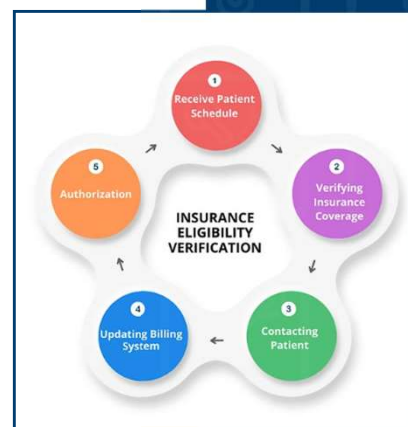 1
Receive Patient
Schedule
2
Verifying
Insurance
Coverage
3
Contacting
Patient
4
Updating Billing
System
5
Authorization
INSURANCE
ELIGIBILITY
VERIFICATION